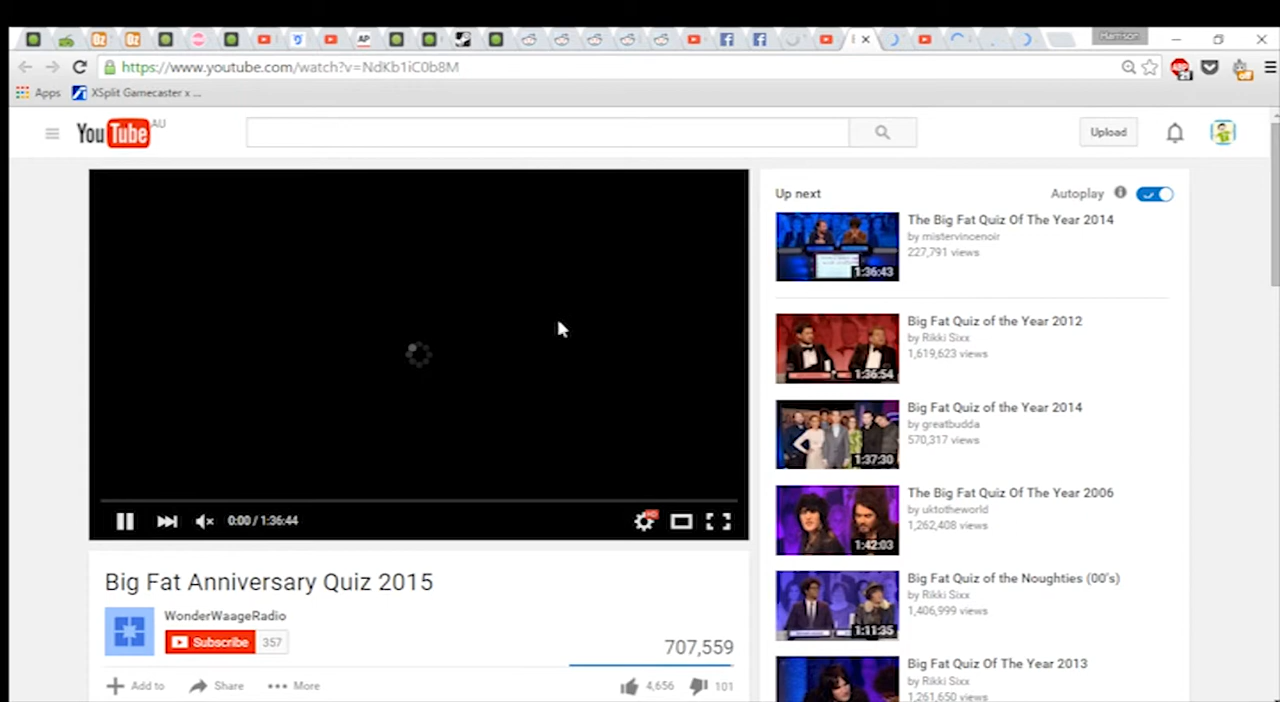 AP
Harrison
https://www.youtube.com/watch?v=NdKb1iC0b8M
ABP
Apps
XSplit Gamecaster x ...
YouTube AU
Upload
Up next
Autoplay
The Big Fat Quiz Of The Year 2014
by mistervincenoir
227,791 views
1:36:43
Big Fat Quiz of the Year 2012
by Rikki Sixx
1,619,623 views
1:36:54
Big Fat Quiz of the Year 2014
by greatbudda
570,317 views
1:37:30
The Big Fat Quiz Of The Year 2006
by uktotheworld
1,262,408 views
1:42:03
Big Fat Quiz of the Noughties (00's)
by Rikki Sixx
1,406,999 views
1:11:35
Big Fat Quiz Of The Year 2013
by Rikki Sixx
1,261,650 views
0:00 / 1:36:44
HD
Big Fat Anniversary Quiz 2015
WonderWaageRadio
Subscribe 357
707,559
Add to Share More 4,656 101